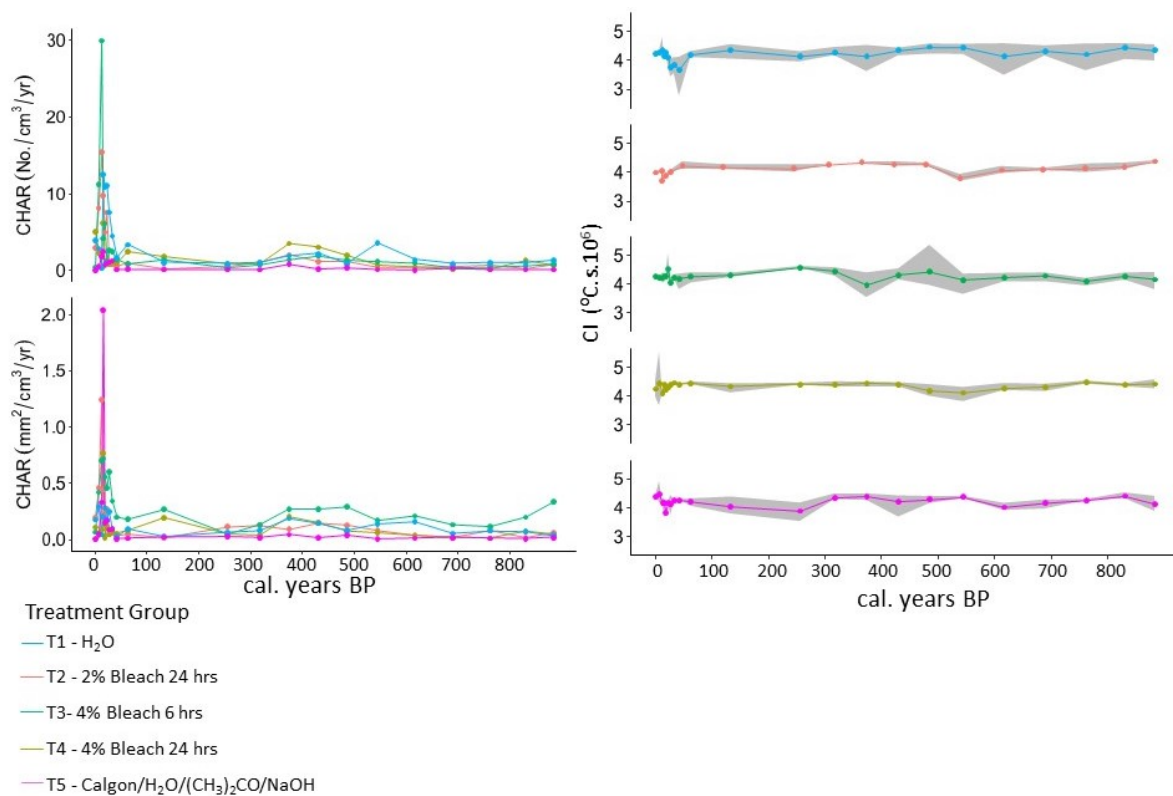 30
20
10
0
CHAR (No./cm³/yr)
2.0
1.5
1.0
0.5
0.0
CHAR (mm²/cm³/yr)
0 100 200 300 400 500 600 700 800
cal. years BP
5
4
3
5
4
3
5
4
3
5
4
3
5
4
3
CI (°C.s.10⁶)
0 100 200 300 400 500 600 700 800
cal. years BP
Treatment Group
T1 - H₂O
T2 - 2% Bleach 24 hrs
T3- 4% Bleach 6 hrs
T4 - 4% Bleach 24 hrs
T5 - Calgon/H₂O/(CH₃)₂CO/NaOH